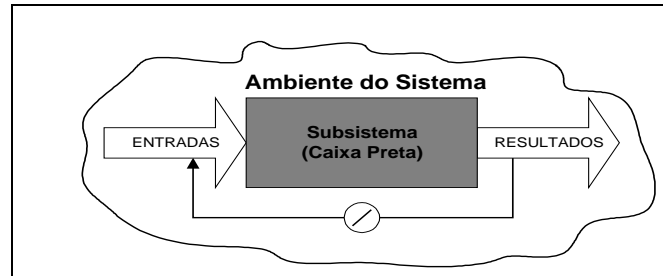 Ambiente do Sistema
ENTRADAS
Subsistema
(Caixa Preta)
RESULTADOS